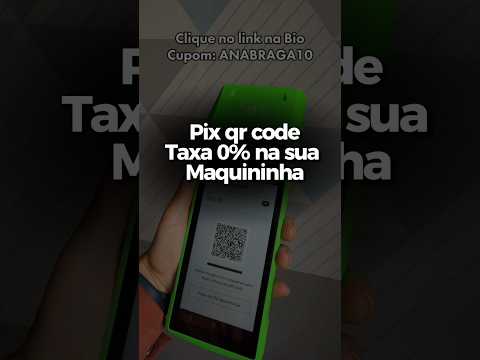 Clique no link na Bio
Cupom: ANABRAGA10
Pix qr code
Taxa 0% na sua
Maquininha